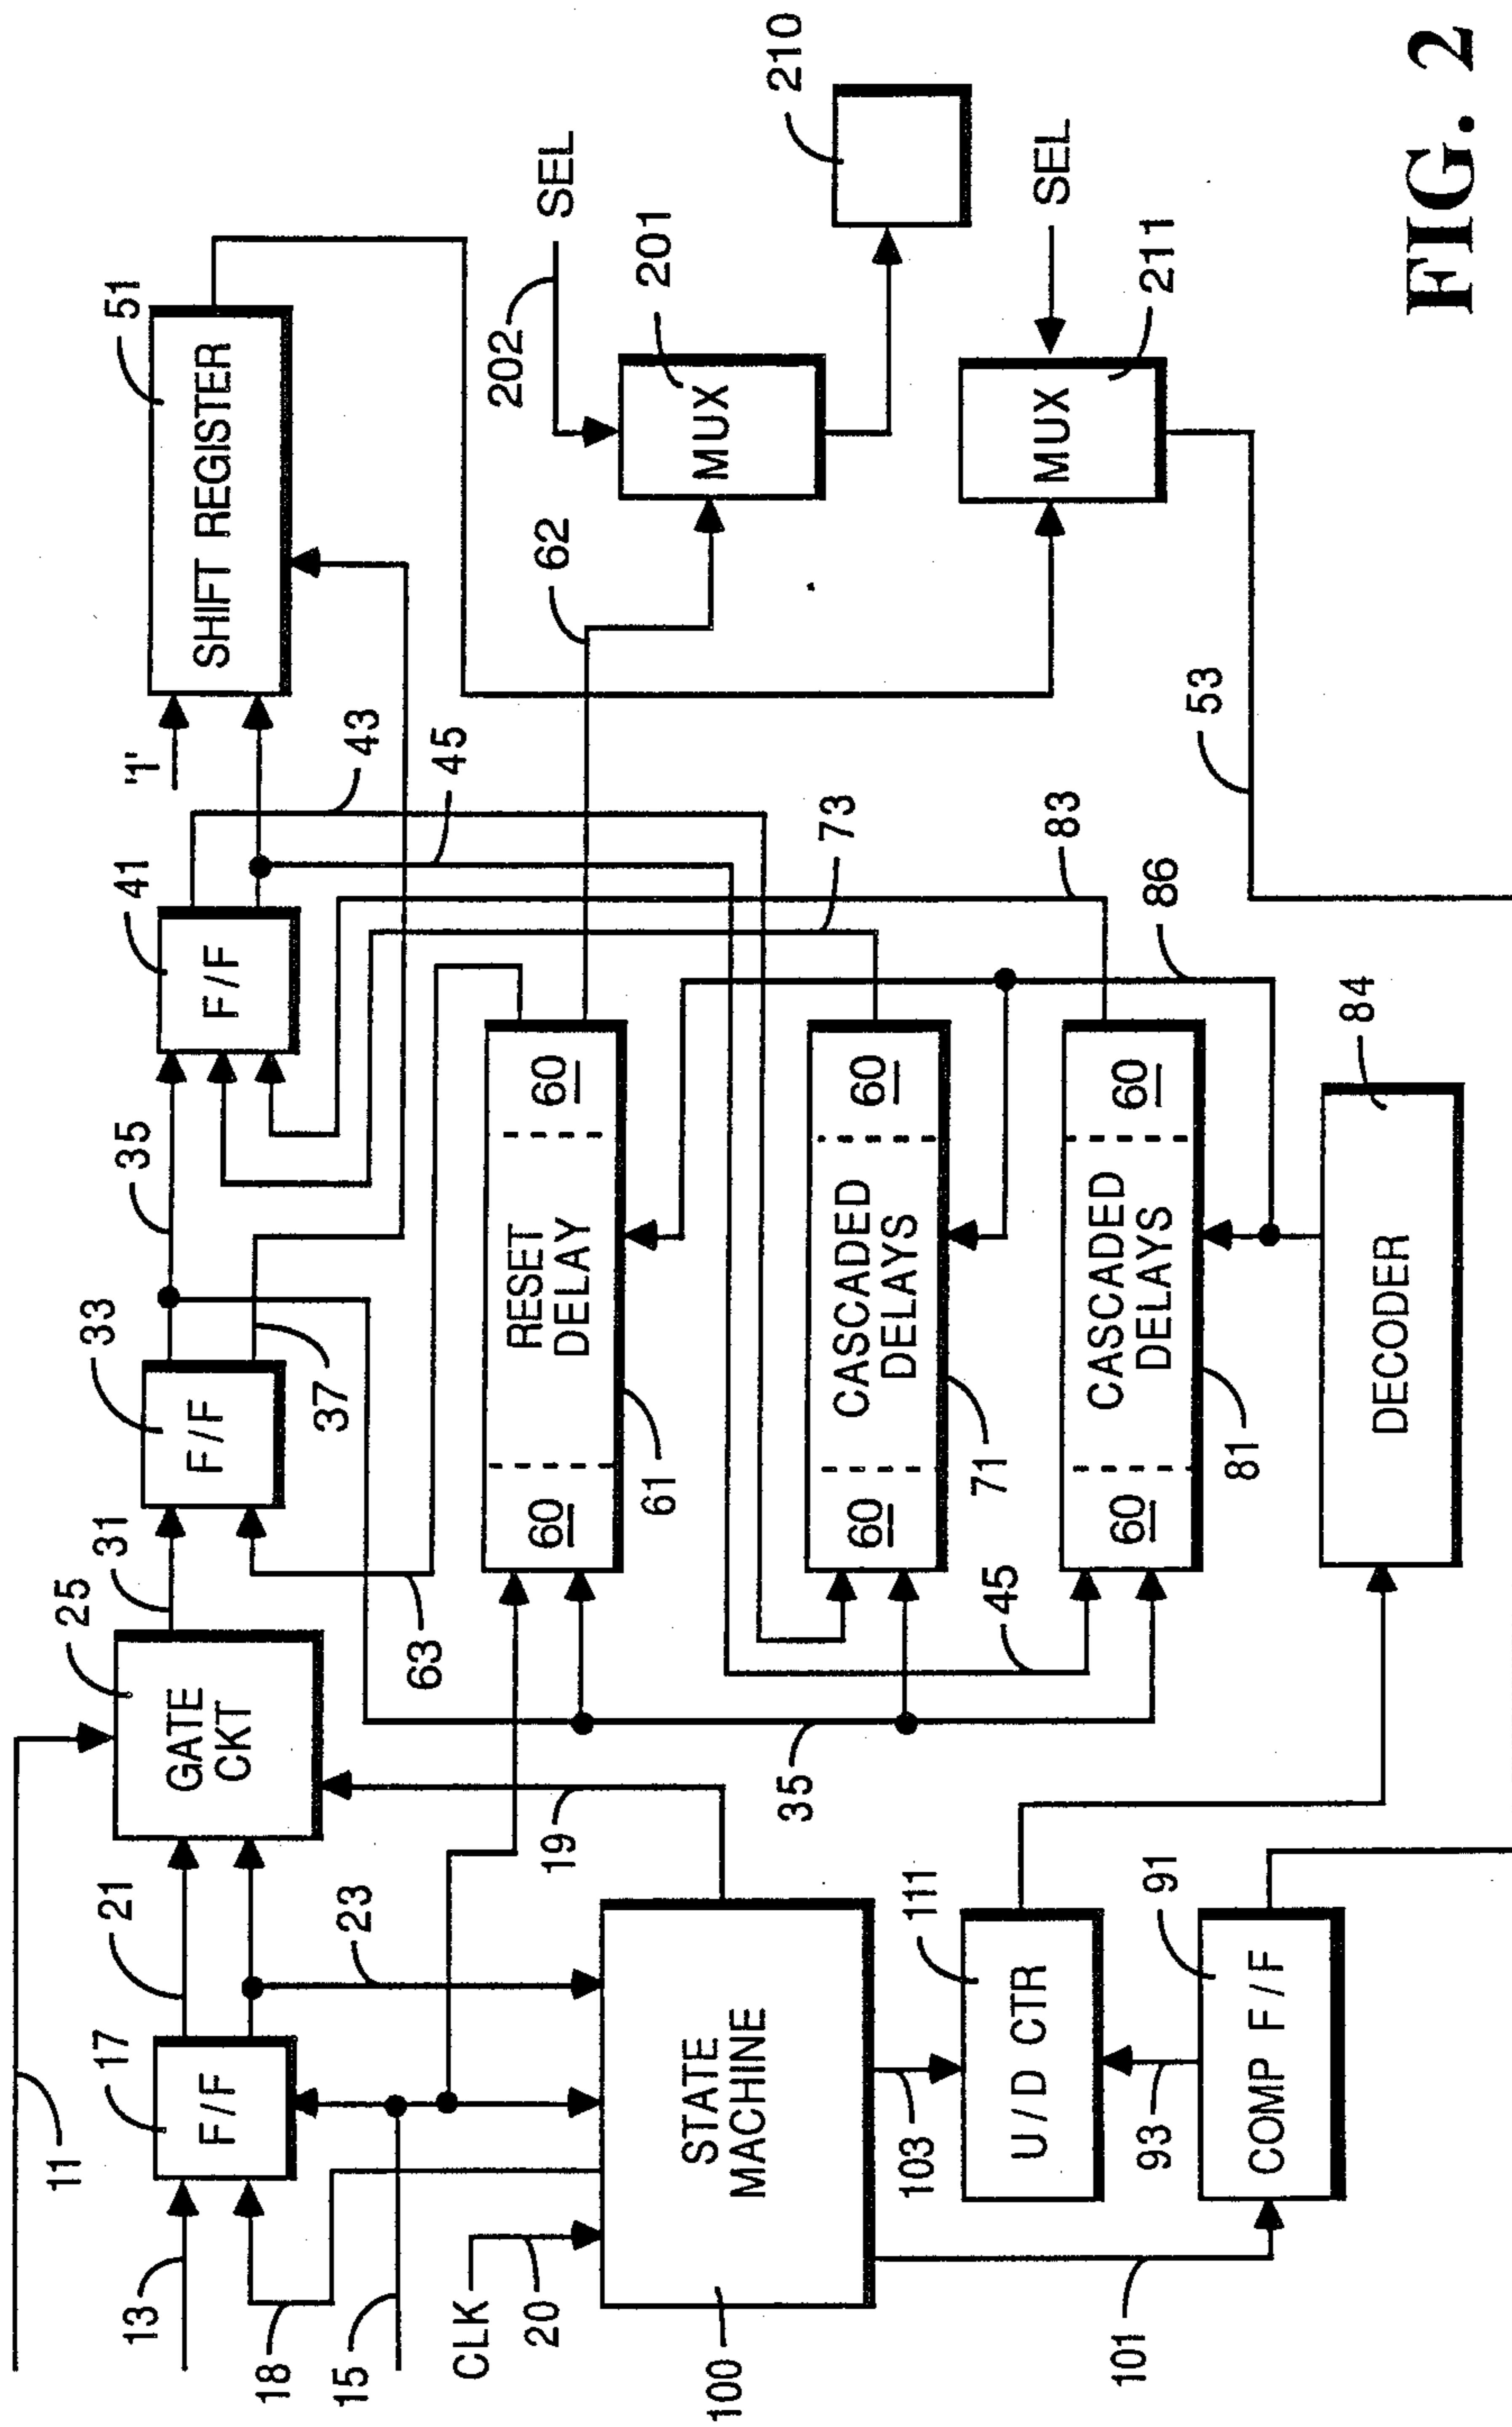 11
13
17
21
25
31
33
35
41
'1'
51
F/F
GATE
CKT
F/F
F/F
SHIFT REGISTER
18
23
37
43
15
19
63
45
62
202
SEL
CLK
20
60
RESET
DELAY
60
MUX
201
210
61
100
STATE
MACHINE
35
73
60
CASCADED
DELAYS
60
71
103
111
U/D CTR
45
60
CASCADED
DELAYS
60
83
MUX
SEL
211
81
86
101
93
91
COMP F/F
DECODER
84
53
FIG. 2